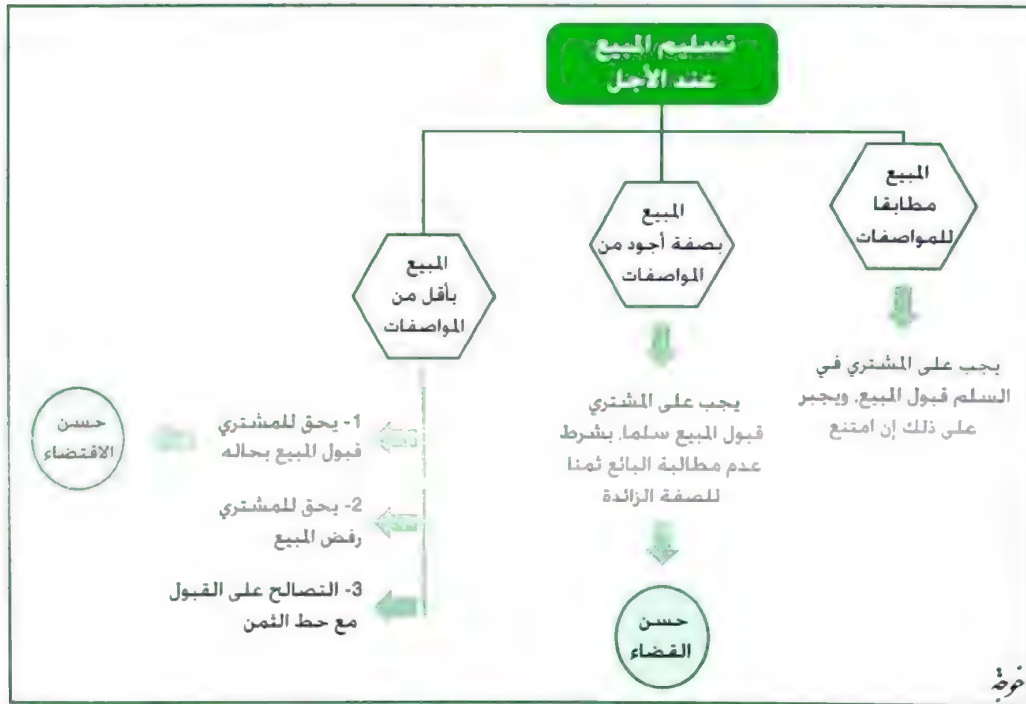 تسليم المبيع
عند الأجل
المبيع
مطابقا
للمواصفات
يجب على المشتري في
السلم قبول المبيع، ويجبر
على ذلك إن امتنع
المبيع
بصفة أجود من
المواصفات
يجب على المشتري
قبول المبيع سلما، بشرط
عدم مطالبة البائع ثمنا
للصفة الزائدة
حسن
القضاء
المبيع
بأقل من
المواصفات
1- يحق للمشتري
قبول المبيع بحاله
حسن
الاقتضاء
2- يحق للمشتري
رفض المبيع
3- التصالح على القبول
مع حط الثمن
خوجة